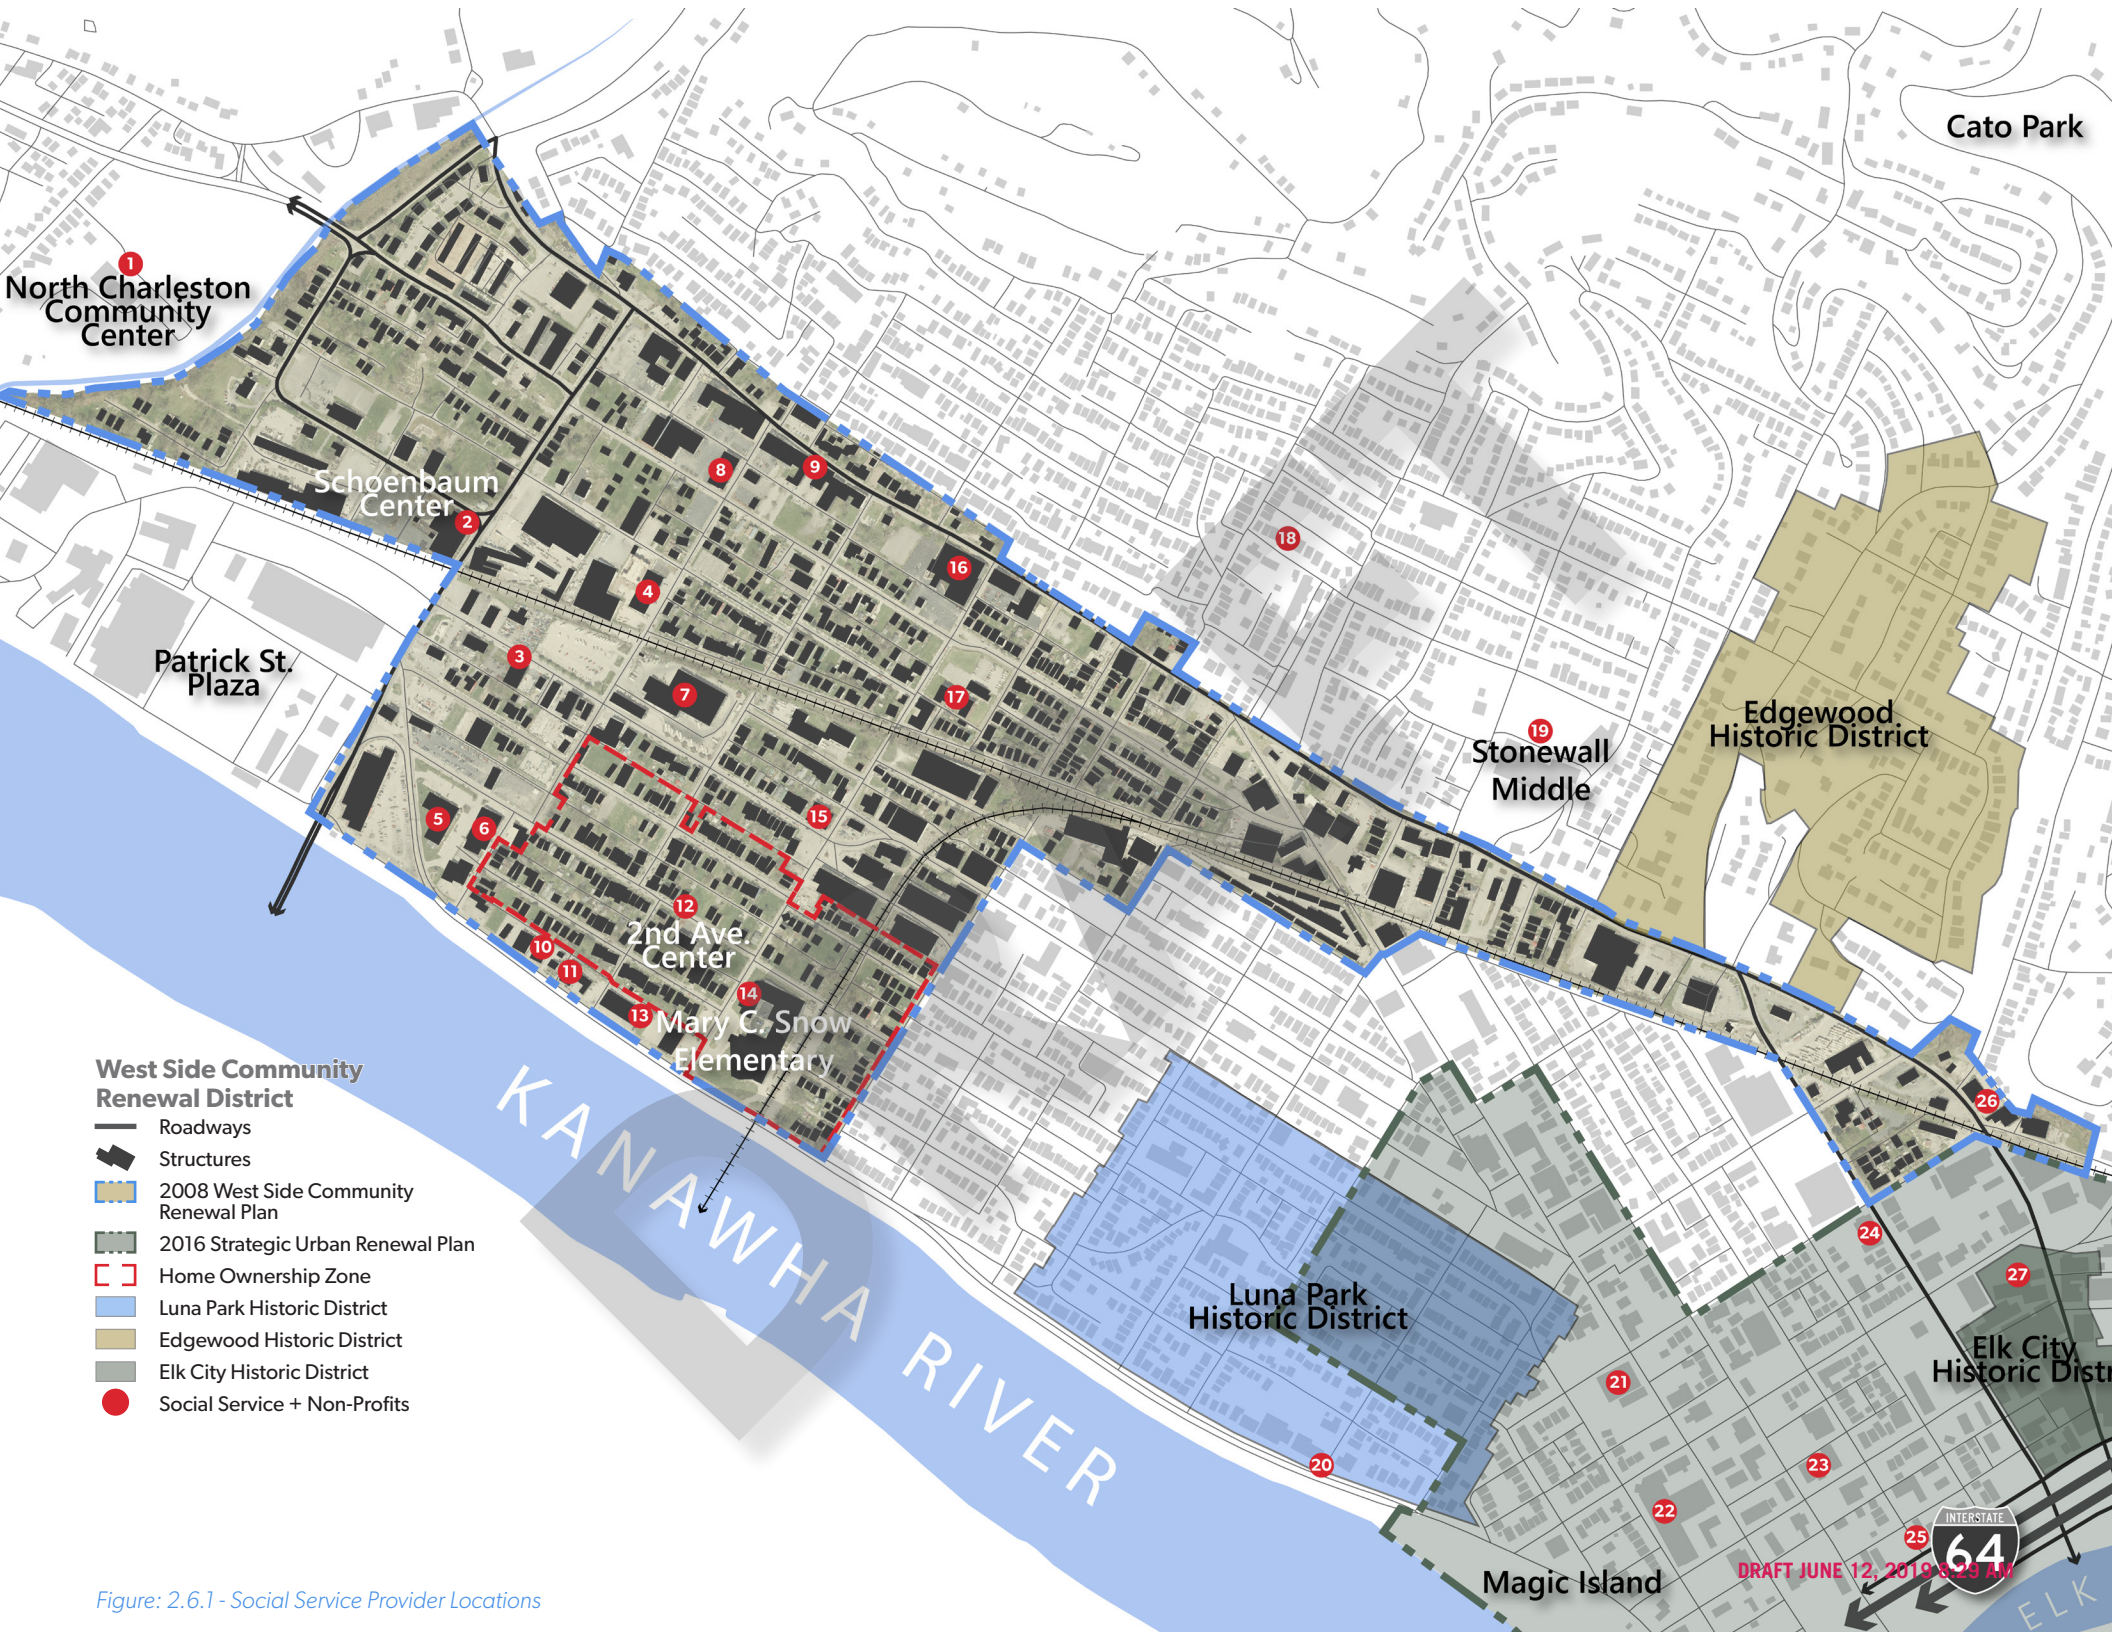 Cato Park
1
North Charleston
Community
Center
8
9
Schoenbaum
Center
2
18
16
4
3
Patrick St.
Plaza
7
17
19
Stonewall
Middle
Edgewood
Historic District
5
6
15
12
2nd Ave.
Center
10
11
14
13
Mary C. Snow
Elementary
West Side Community
Renewal District
Roadways
Structures
2008 West Side Community
Renewal Plan
2016 Strategic Urban Renewal Plan
Home Ownership Zone
Luna Park Historic District
Edgewood Historic District
Elk City Historic District
Social Service + Non-Profits
KANAWHA RIVER
26
24
27
Luna Park
Historic District
Elk City
Historic Distr
21
20
23
22
25
INTERSTATE
64
DRAFT JUNE 12, 2019 8:29 AM
Magic Island
ELK
Figure: 2.6.1 - Social Service Provider Locations